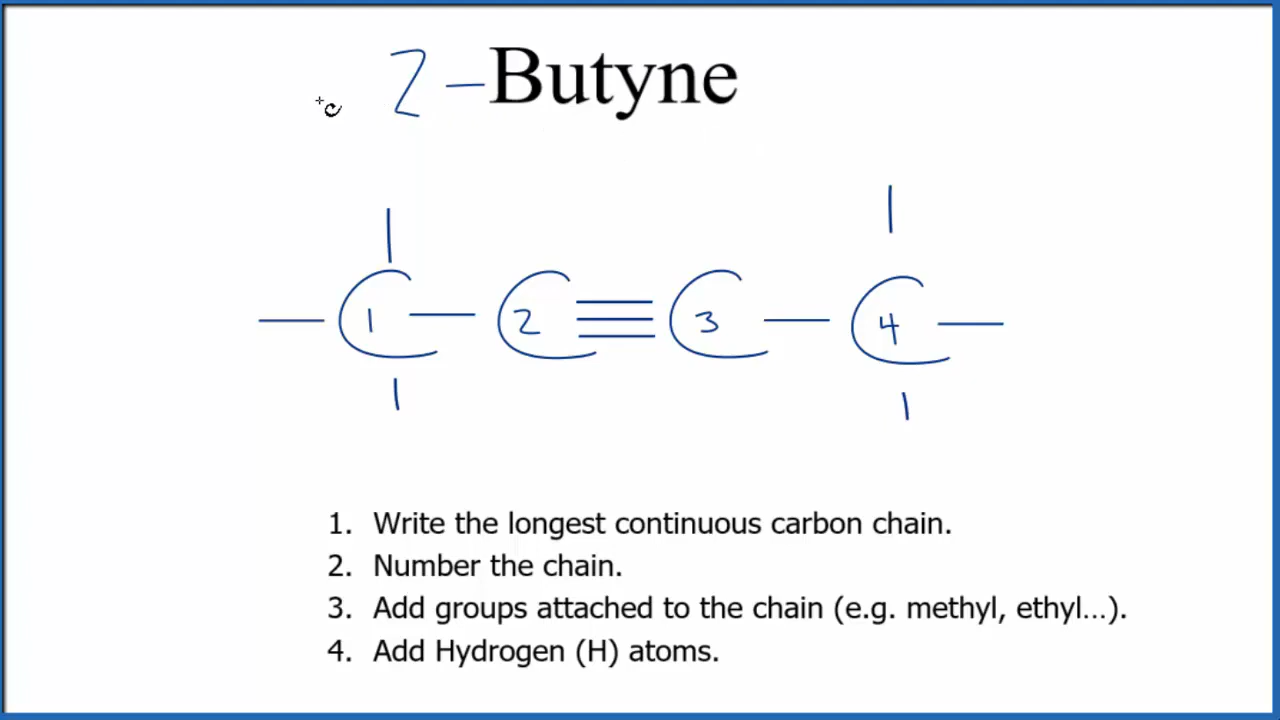 2-Butyne
C1 - C2 ≡ C3 - C4
1. Write the longest continuous carbon chain.
2. Number the chain.
3. Add groups attached to the chain (e.g. methyl, ethyl...).
4. Add Hydrogen (H) atoms.